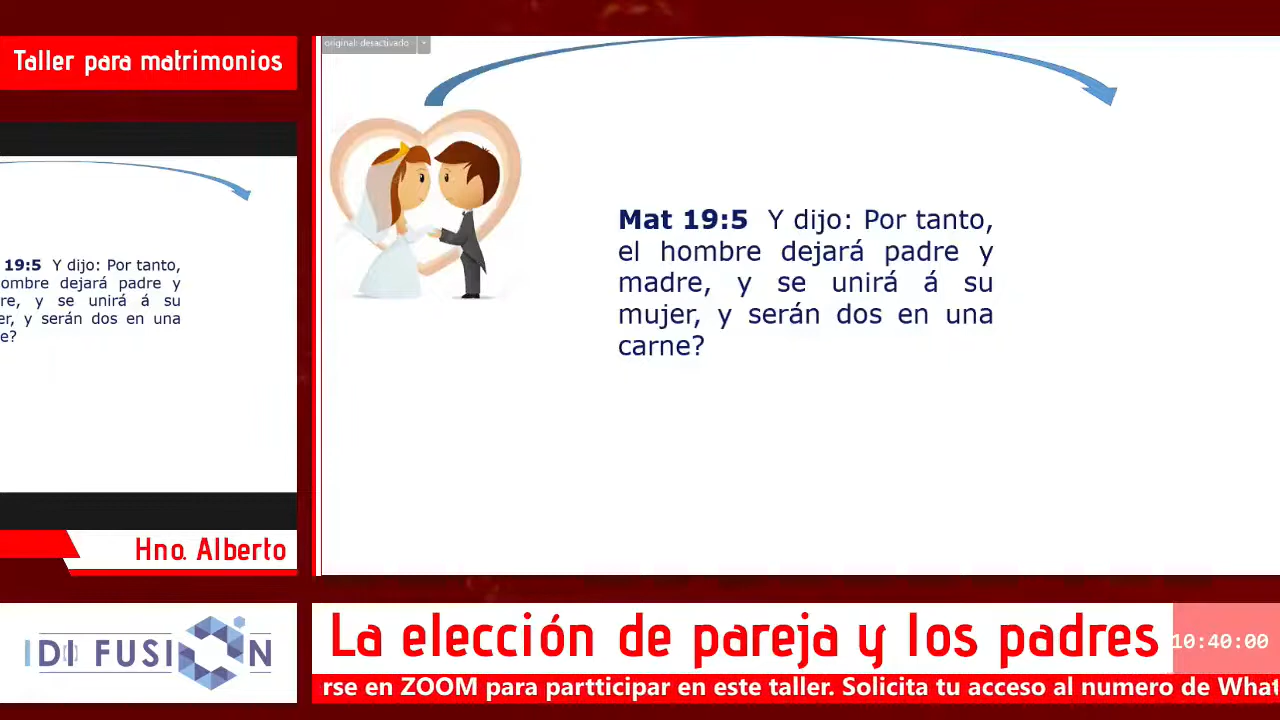 Taller para matrimonios
original: desactivado
Mat 19:5 Y dijo: Por tanto,
el hombre dejará padre y
madre, y se unirá á su
mujer, y serán dos en una
carne?
19:5 Y dijo: Por tanto,
ombre dejará padre y
re, y se unirá á su
er, y serán dos en una
e?
Hno. Alberto
IDI FUSIÓN
La elección de pareja y los padres
10:40:00
rse en ZOOM para partticipar en este taller. Solicita tu acceso al numero de What